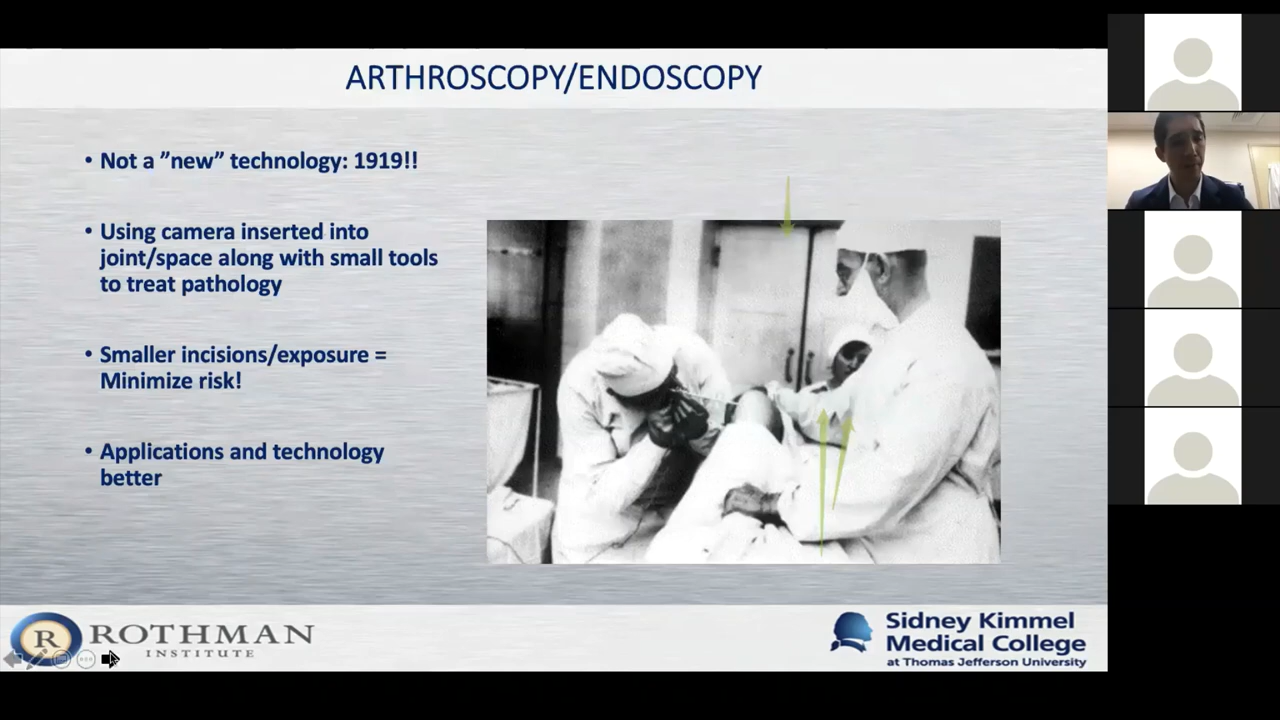 ARTHROSCOPY/ENDOSCOPY
• Not a ”new” technology: 1919!!
• Using camera inserted into
joint/space along with small tools
to treat pathology
• Smaller incisions/exposure =
Minimize risk!
• Applications and technology
better
R ROTHMAN
INSTITUTE
Sidney Kimmel
Medical College
at Thomas Jefferson University